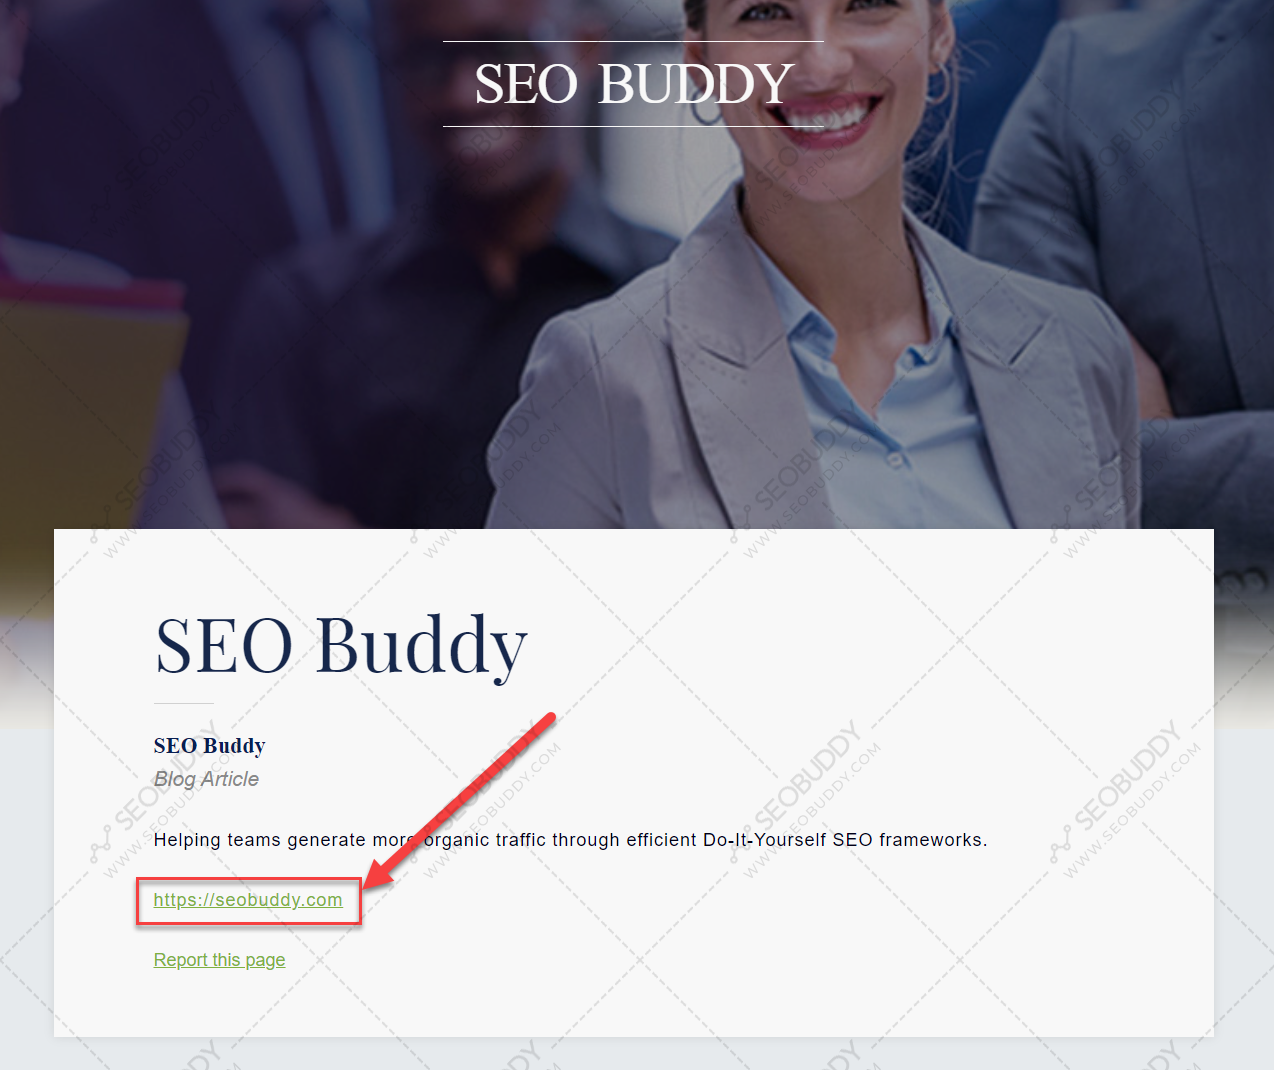 SEO BUDDY
SEO Buddy
SEO Buddy
Blog Article
Helping teams generate more organic traffic through efficient Do-It-Yourself SEO frameworks.
https://seobuddy.com
Report this page
SEOBUDDY
WWW.SEOBUDDY.COM